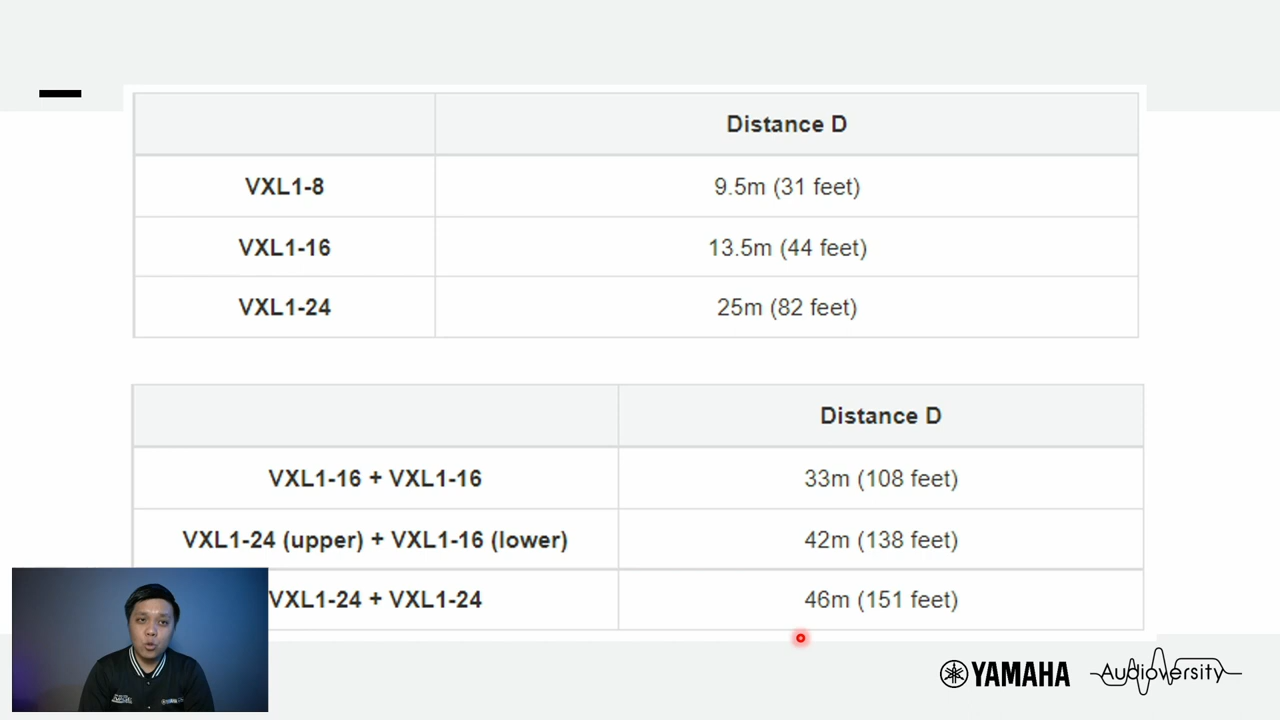 Distance D
VXL1-8 9.5m (31 feet)
VXL1-16 13.5m (44 feet)
VXL1-24 25m (82 feet)
Distance D
VXL1-16 + VXL1-16 33m (108 feet)
VXL1-24 (upper) + VXL1-16 (lower) 42m (138 feet)
VXL1-24 + VXL1-24 46m (151 feet)
YAMAHA Audioversity